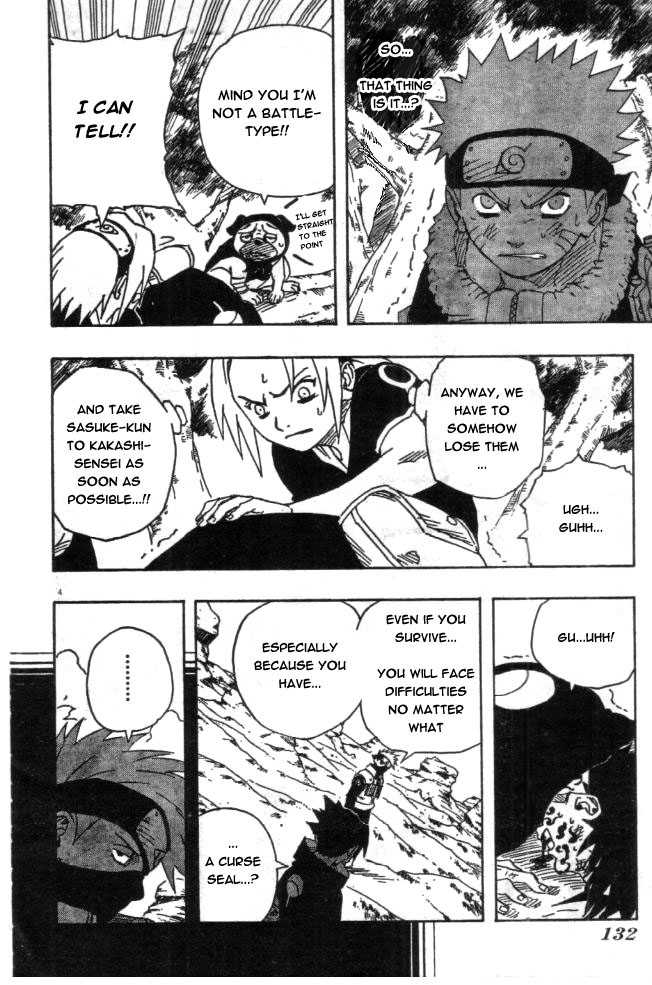 SO...
THAT THING
IS IT...?
MIND YOU I'M
NOT A BATTLE-
TYPE!!
I'LL GET
STRAIGHT
TO THE
POINT
I CAN
TELL!!
ANYWAY, WE
HAVE TO
SOMEHOW
LOSE THEM
...
UGH...
GUHH...
AND TAKE
SASUKE-KUN
TO KAKASHI-
SENSEI AS
SOON AS
POSSIBLE...!!
4
GU...UHH!
EVEN IF YOU
SURVIVE...
YOU WILL FACE
DIFFICULTIES
NO MATTER
WHAT
ESPECIALLY
BECAUSE YOU
HAVE...
...
A CURSE
SEAL...?
.........
132